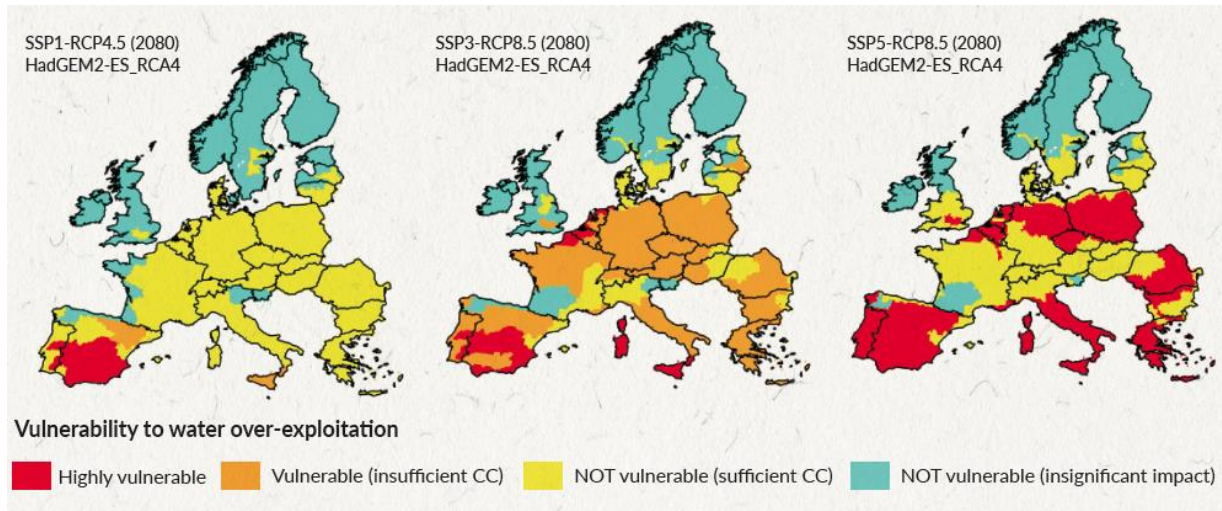 SSP1-RCP4.5 (2080)
HadGEM2-ES_RCA4
SSP3-RCP8.5 (2080)
HadGEM2-ES_RCA4
SSP5-RCP8.5 (2080)
HadGEM2-ES_RCA4
Vulnerability to water over-exploitation
Highly vulnerable
Vulnerable (insufficient CC)
NOT vulnerable (sufficient CC)
NOT vulnerable (insignificant impact)